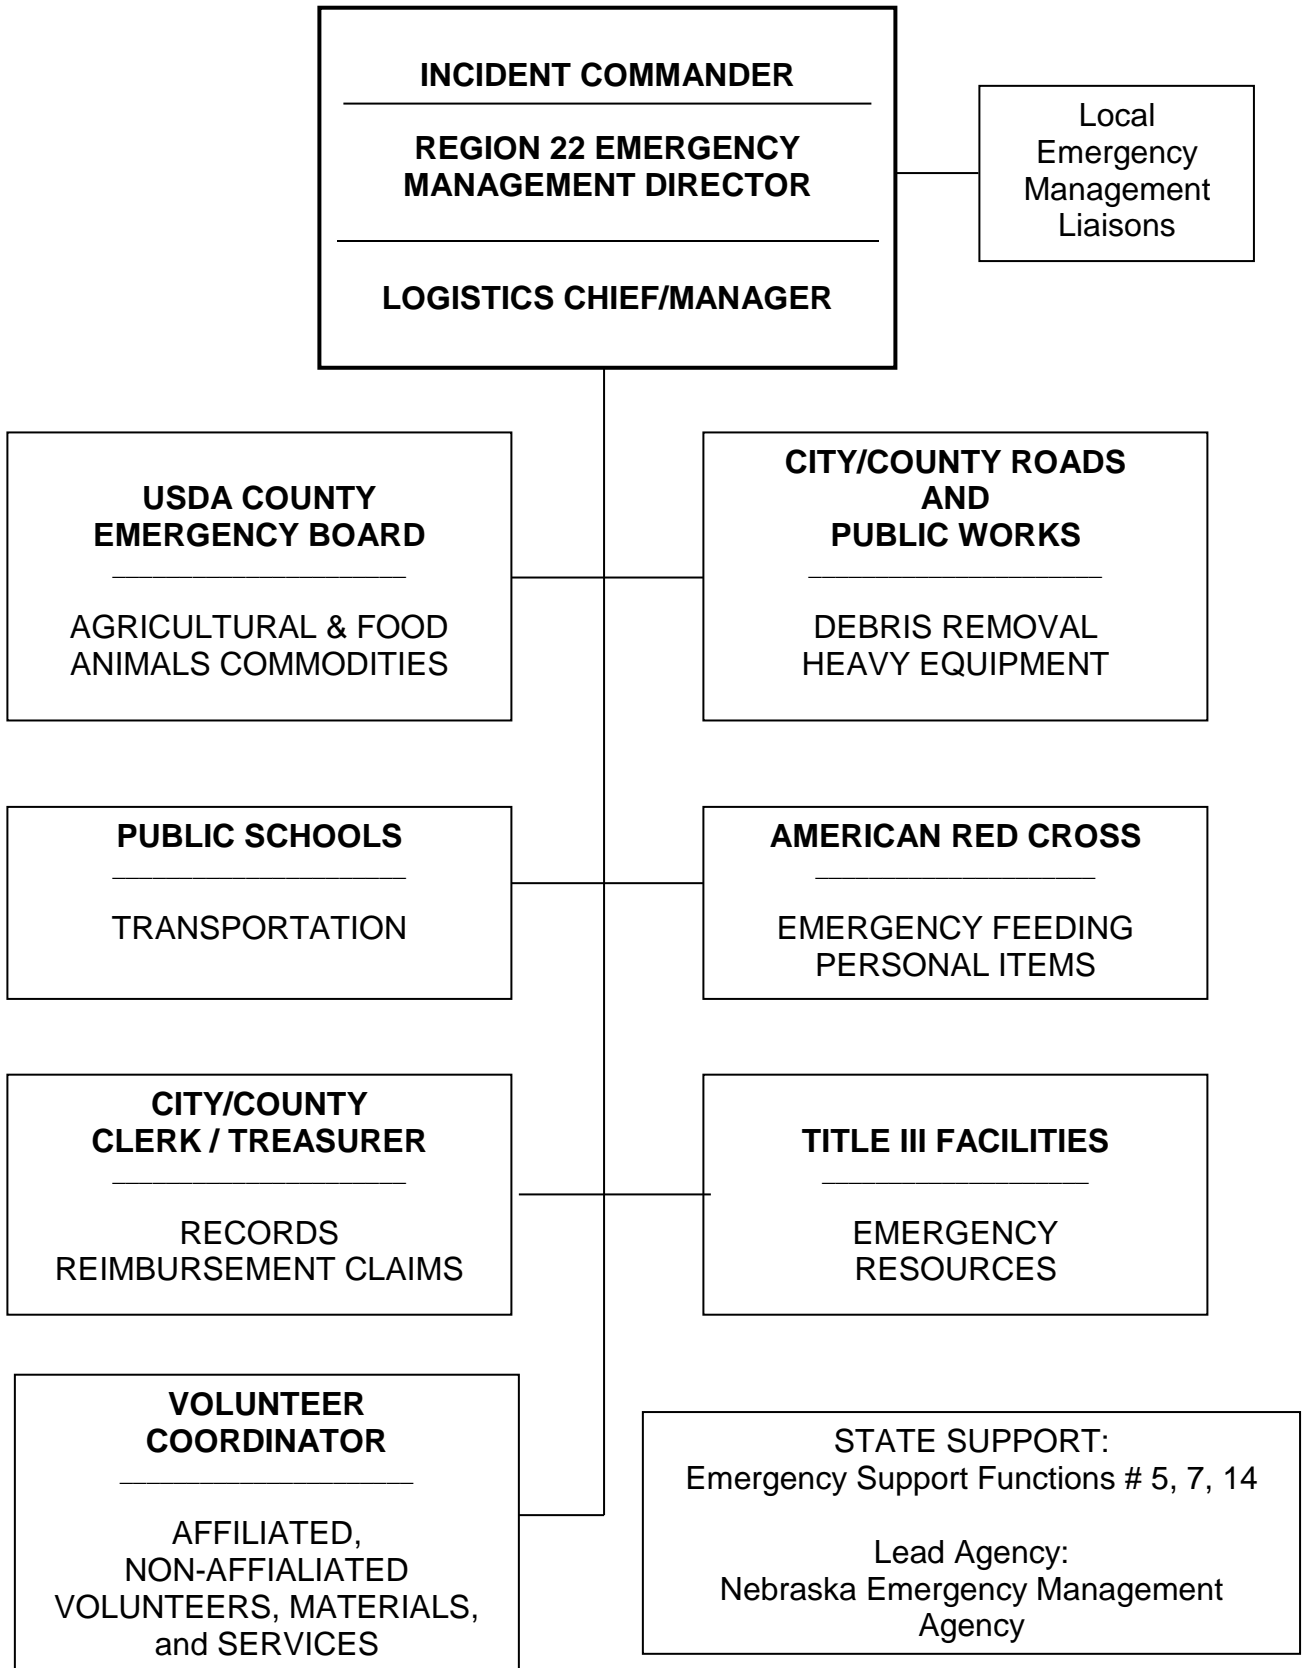 INCIDENT COMMANDER
REGION 22 EMERGENCY
MANAGEMENT DIRECTOR
LOGISTICS CHIEF/MANAGER
Local
Emergency
Management
Liaisons
USDA COUNTY
EMERGENCY BOARD
AGRICULTURAL & FOOD
ANIMALS COMMODITIES
CITY/COUNTY ROADS
AND
PUBLIC WORKS
DEBRIS REMOVAL
HEAVY EQUIPMENT
PUBLIC SCHOOLS
TRANSPORTATION
AMERICAN RED CROSS
EMERGENCY FEEDING
PERSONAL ITEMS
CITY/COUNTY
CLERK / TREASURER
RECORDS
REIMBURSEMENT CLAIMS
TITLE III FACILITIES
EMERGENCY
RESOURCES
VOLUNTEER
COORDINATOR
AFFILIATED,
NON-AFFIALIATED
VOLUNTEERS, MATERIALS,
and SERVICES
STATE SUPPORT:
Emergency Support Functions # 5, 7, 14
Lead Agency:
Nebraska Emergency Management
Agency